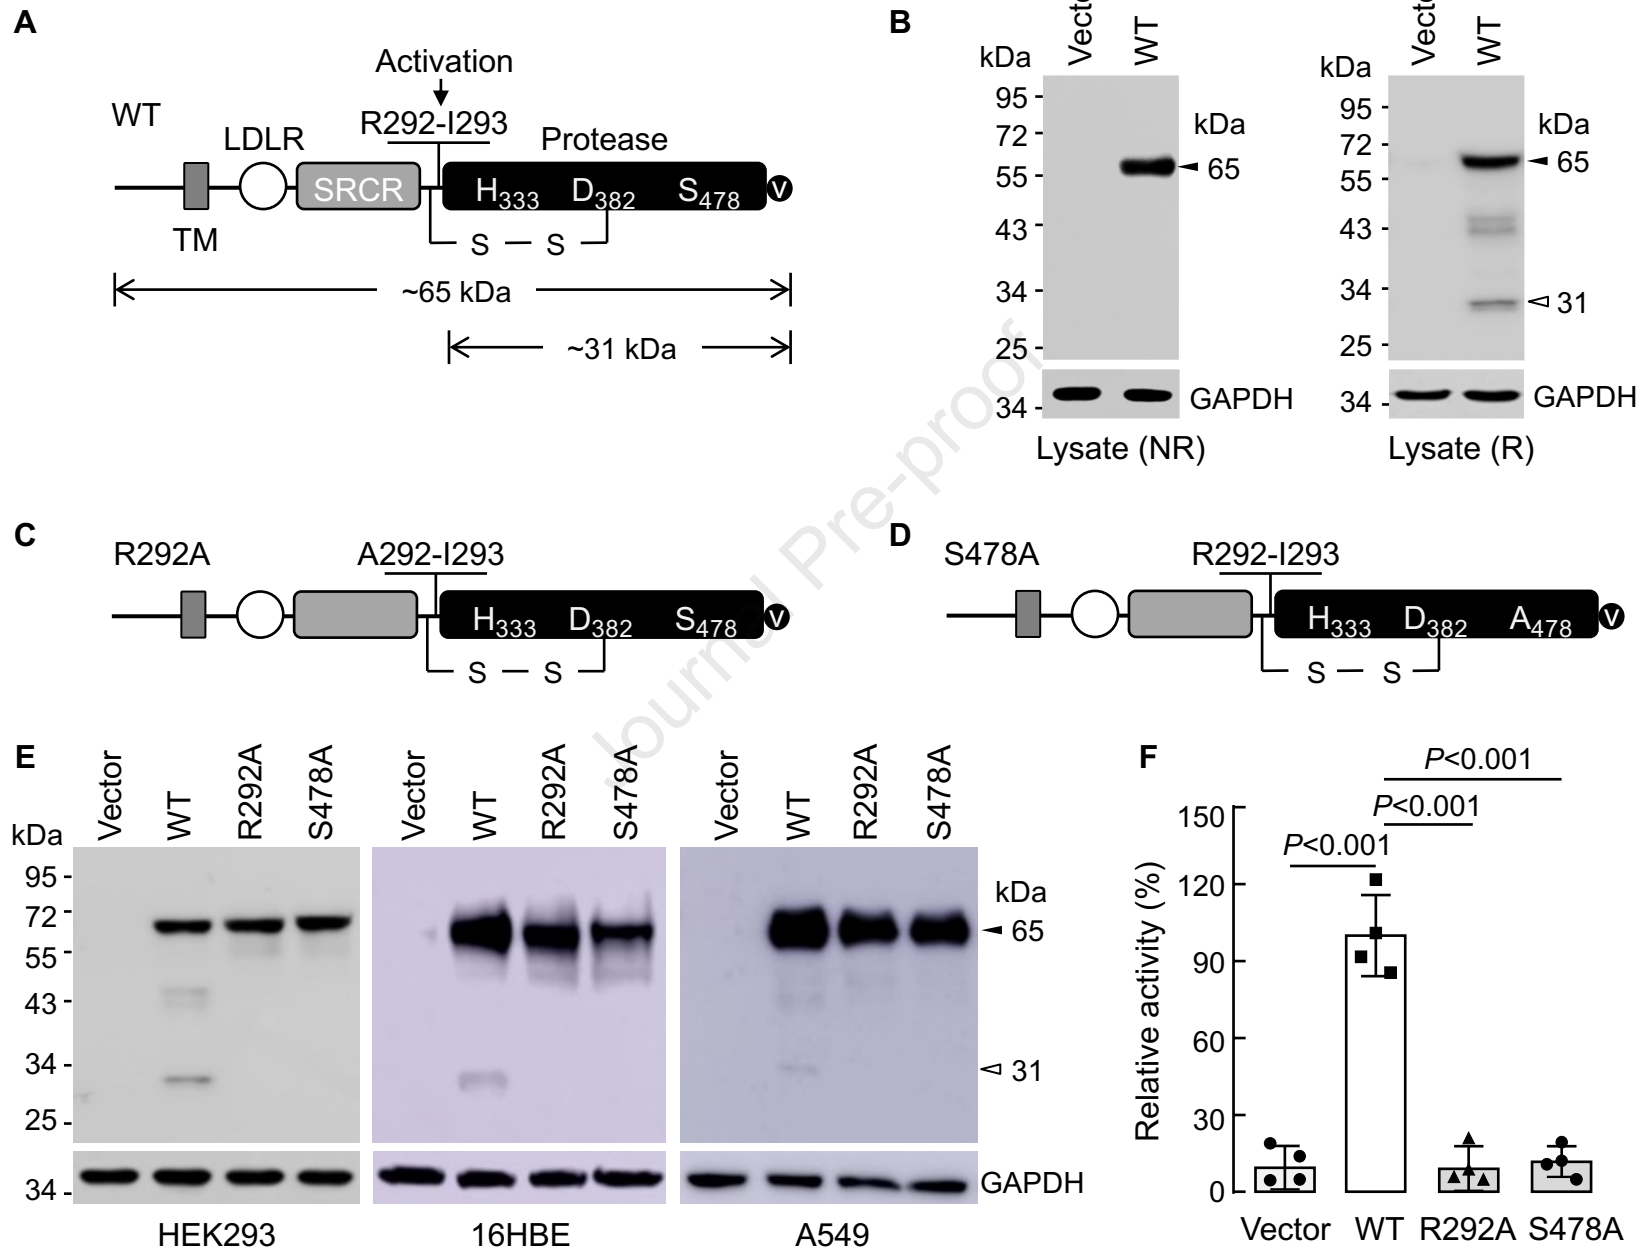 A
Activation
WT
R292-I293
LDLR
Protease
SRCR
H333
D382
S478
V
TM
S
S
~65 kDa
~31 kDa
B
WT
kDa
95
72
55
43
34
25
34
kDa
65
GAPDH
Lysate (NR)
WT
kDa
95
72
55
43
34
25
34
kDa
65
31
GAPDH
Lysate (R)
Journal Pre-proof
C
R292A
A292-I293
H333
D382
S478
V
S
S
D
S478A
R292-I293
H333
D382
A478
V
S
S
E
Vector
WT
R292A
S478A
Vector
WT
R292A
S478A
Vector
WT
R292A
S478A
kDa
95
72
55
43
34
25
34
kDa
65
31
GAPDH
HEK293
16HBE
A549
F
P<0.001
P<0.001
P<0.001
Relative activity (%)
150
120
90
60
30
0
Vector
WT
R292A
S478A